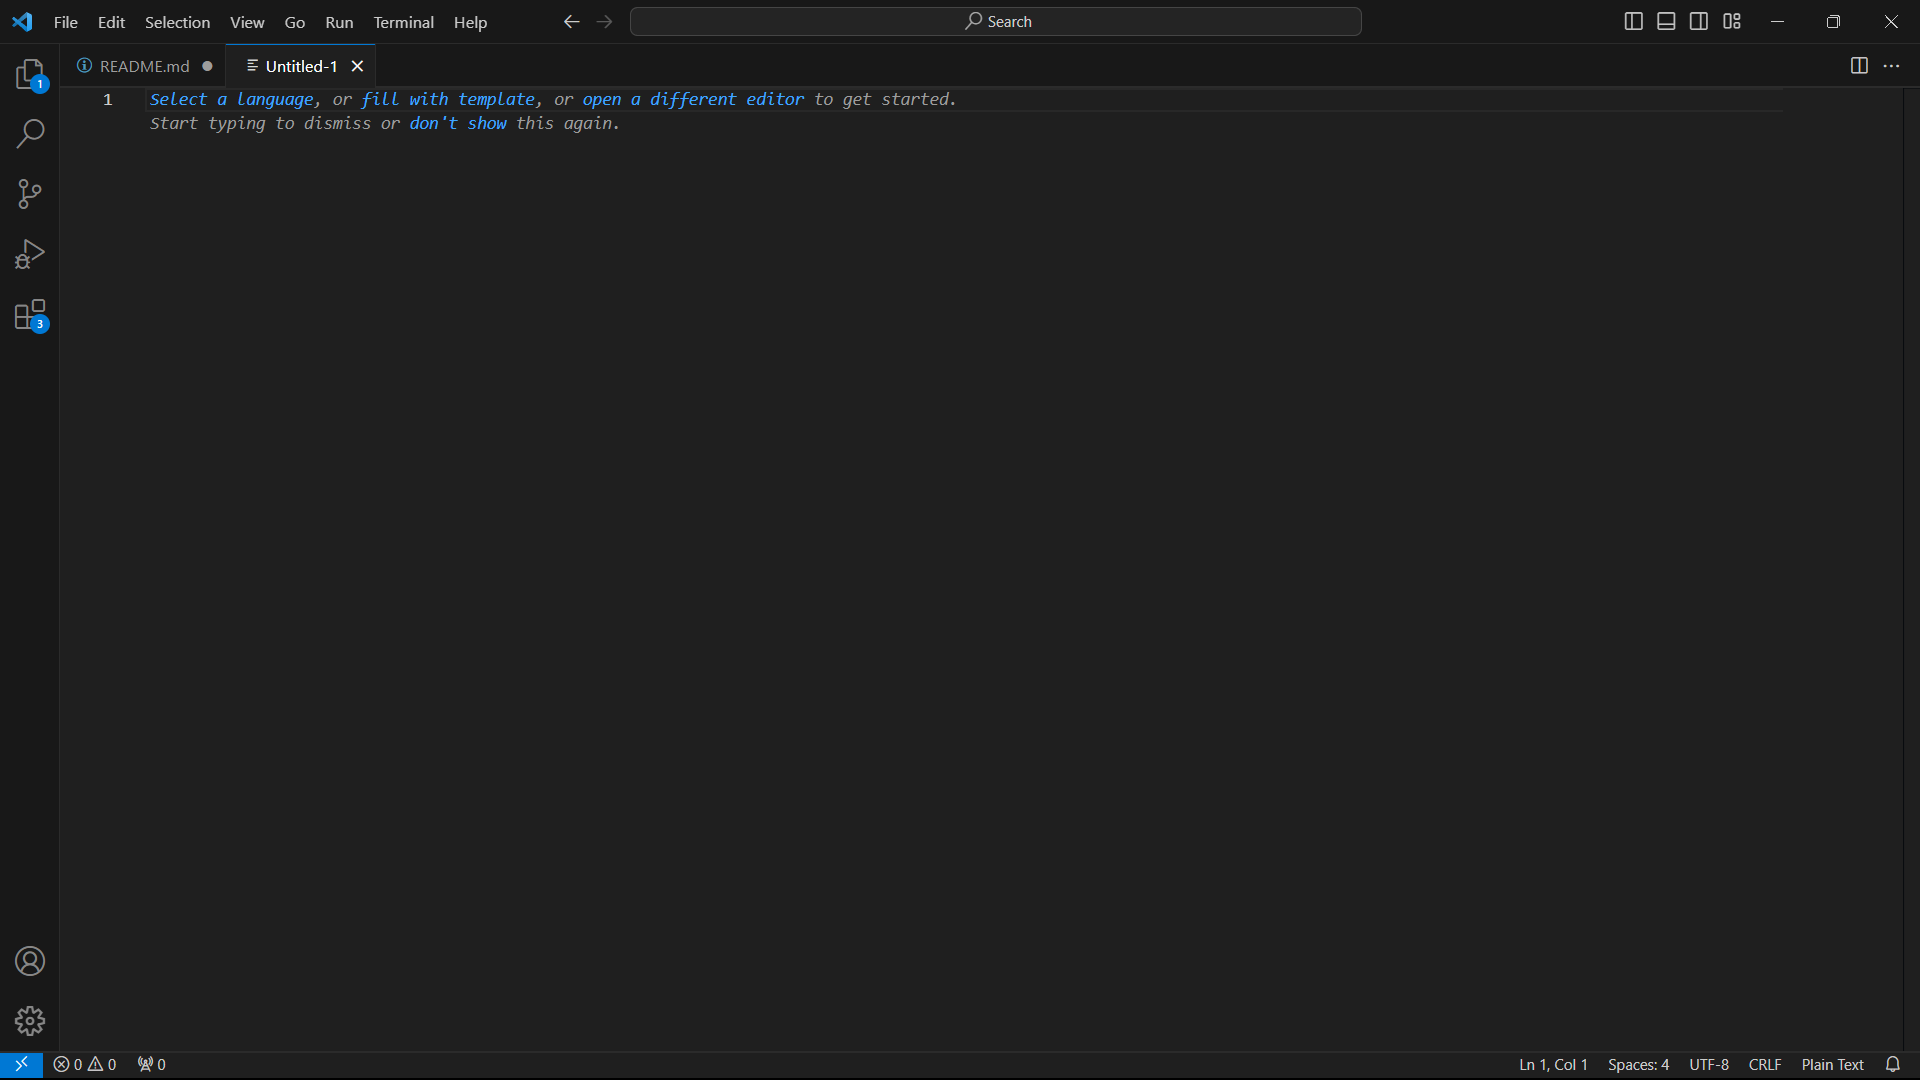 File Edit Selection View Go Run Terminal Help Search
README.md Untitled-1
1 Select a language, or fill with template, or open a different editor to get started.
Start typing to dismiss or don't show this again.
1
3
0 0 0 Ln 1, Col 1 Spaces: 4 UTF-8 CRLF Plain Text